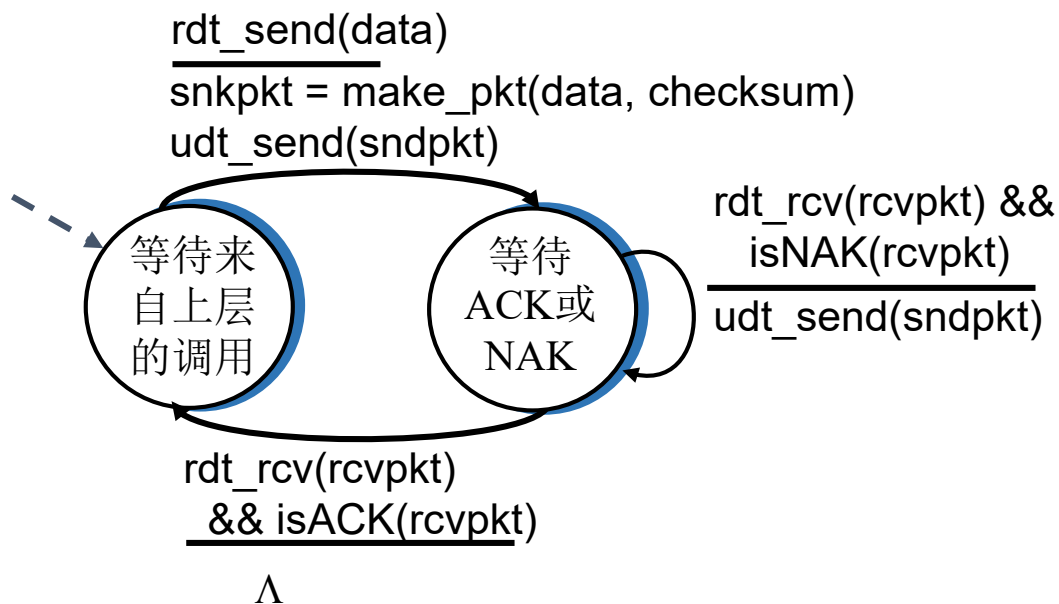 rdt_send(data)
snkpkt = make_pkt(data, checksum)
udt_send(sndpkt)
等待来
自上层
的调用
等待
ACK或
NAK
rdt_rcv(rcvpkt) &&
isNAK(rcvpkt)
udt_send(sndpkt)
rdt_rcv(rcvpkt)
&& isACK(rcvpkt)
Λ